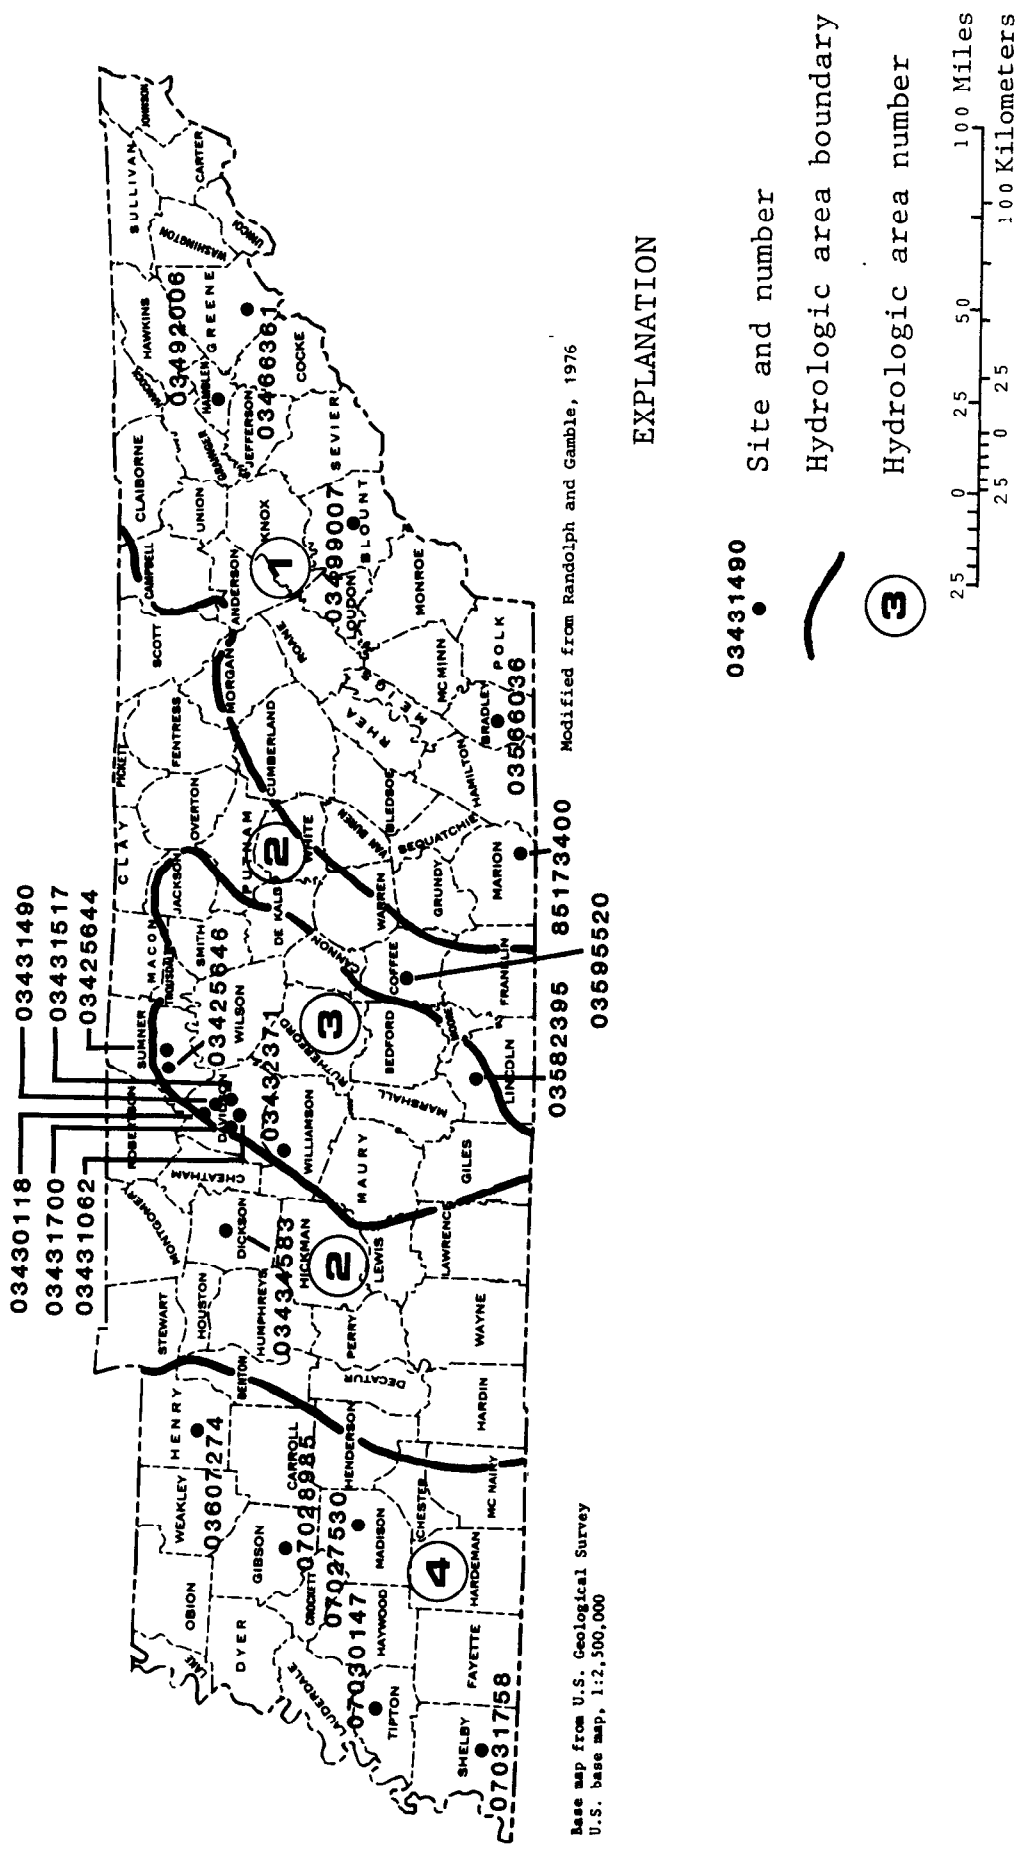 03430118
03431700
03431062
03431490
03431517
03425644
STEWART
MONTGOMERY
ROBERTSON
SUMNER
MACON
TROUSDALE
CLAY
PICKETT
SCOTT
CAMPBELL
CLAIBORNE
HANCOCK
HAWKINS
SULLIVAN
JOHNSON
LAKE
OBION
WEAKLEY
HENRY
HOUSTON
CHEATHAM
DAVIDSON
WILSON
SMITH
JACKSON
OVERTON
FENTRESS
MORGAN
ANDERSON
UNION
GRAINGER
HAMBLEN
GREENE
WASHINGTON
UNICOI
CARTER
03607274
03425646
03492006
DYER
GIBSON
CARROLL
BENTON
HUMPHREYS
DICKSON
WILLIAMSON
RUTHERFORD
DE KALB
PUTNAM
WHITE
CUMBERLAND
ROANE
KNOX
JEFFERSON
COCKE
07028985
03434583
03432371
03466361
LAUDERDALE
CROCKETT
HAYWOOD
MADISON
HENDERSON
DECATUR
PERRY
HICKMAN
LEWIS
MAURY
MARSHALL
BEDFORD
CANNON
COFFEE
WARREN
VAN BUREN
BLEDSOE
RHEA
MEIGS
LOUDON
BLOUNT
SEVIER
07030147
07027530
03499007
TIPTON
CHESTER
GRUNDY
SEQUATCHIE
HAMILTON
MC MINN
MONROE
SHELBY
FAYETTE
HARDEMAN
MC NAIRY
HARDIN
WAYNE
LAWRENCE
GILES
LINCOLN
MOORE
FRANKLIN
MARION
BRADLEY
POLK
07031758
03566036
1
2
2
3
4
03582395
85173400
03595520
Base map from U.S. Geological Survey
U.S. base map, 1:2,500,000
Modified from Randolph and Gamble, 1976
EXPLANATION
03431490
Site and number
Hydrologic area boundary
3
Hydrologic area number
25 0 25 50 100 Miles
25 0 25 100 Kilometers